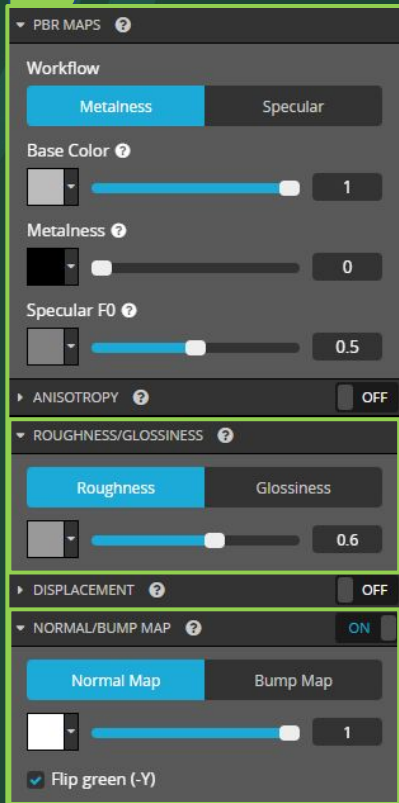 PBR MAPS ?
Workflow
Metalness Specular
Base Color ?
1
Metalness ?
0
Specular F0 ?
0.5
ANISOTROPY ? OFF
ROUGHNESS/GLOSSINESS ?
Roughness Glossiness
0.6
DISPLACEMENT ? OFF
NORMAL/BUMP MAP ? ON
Normal Map Bump Map
1
Flip green (-Y)